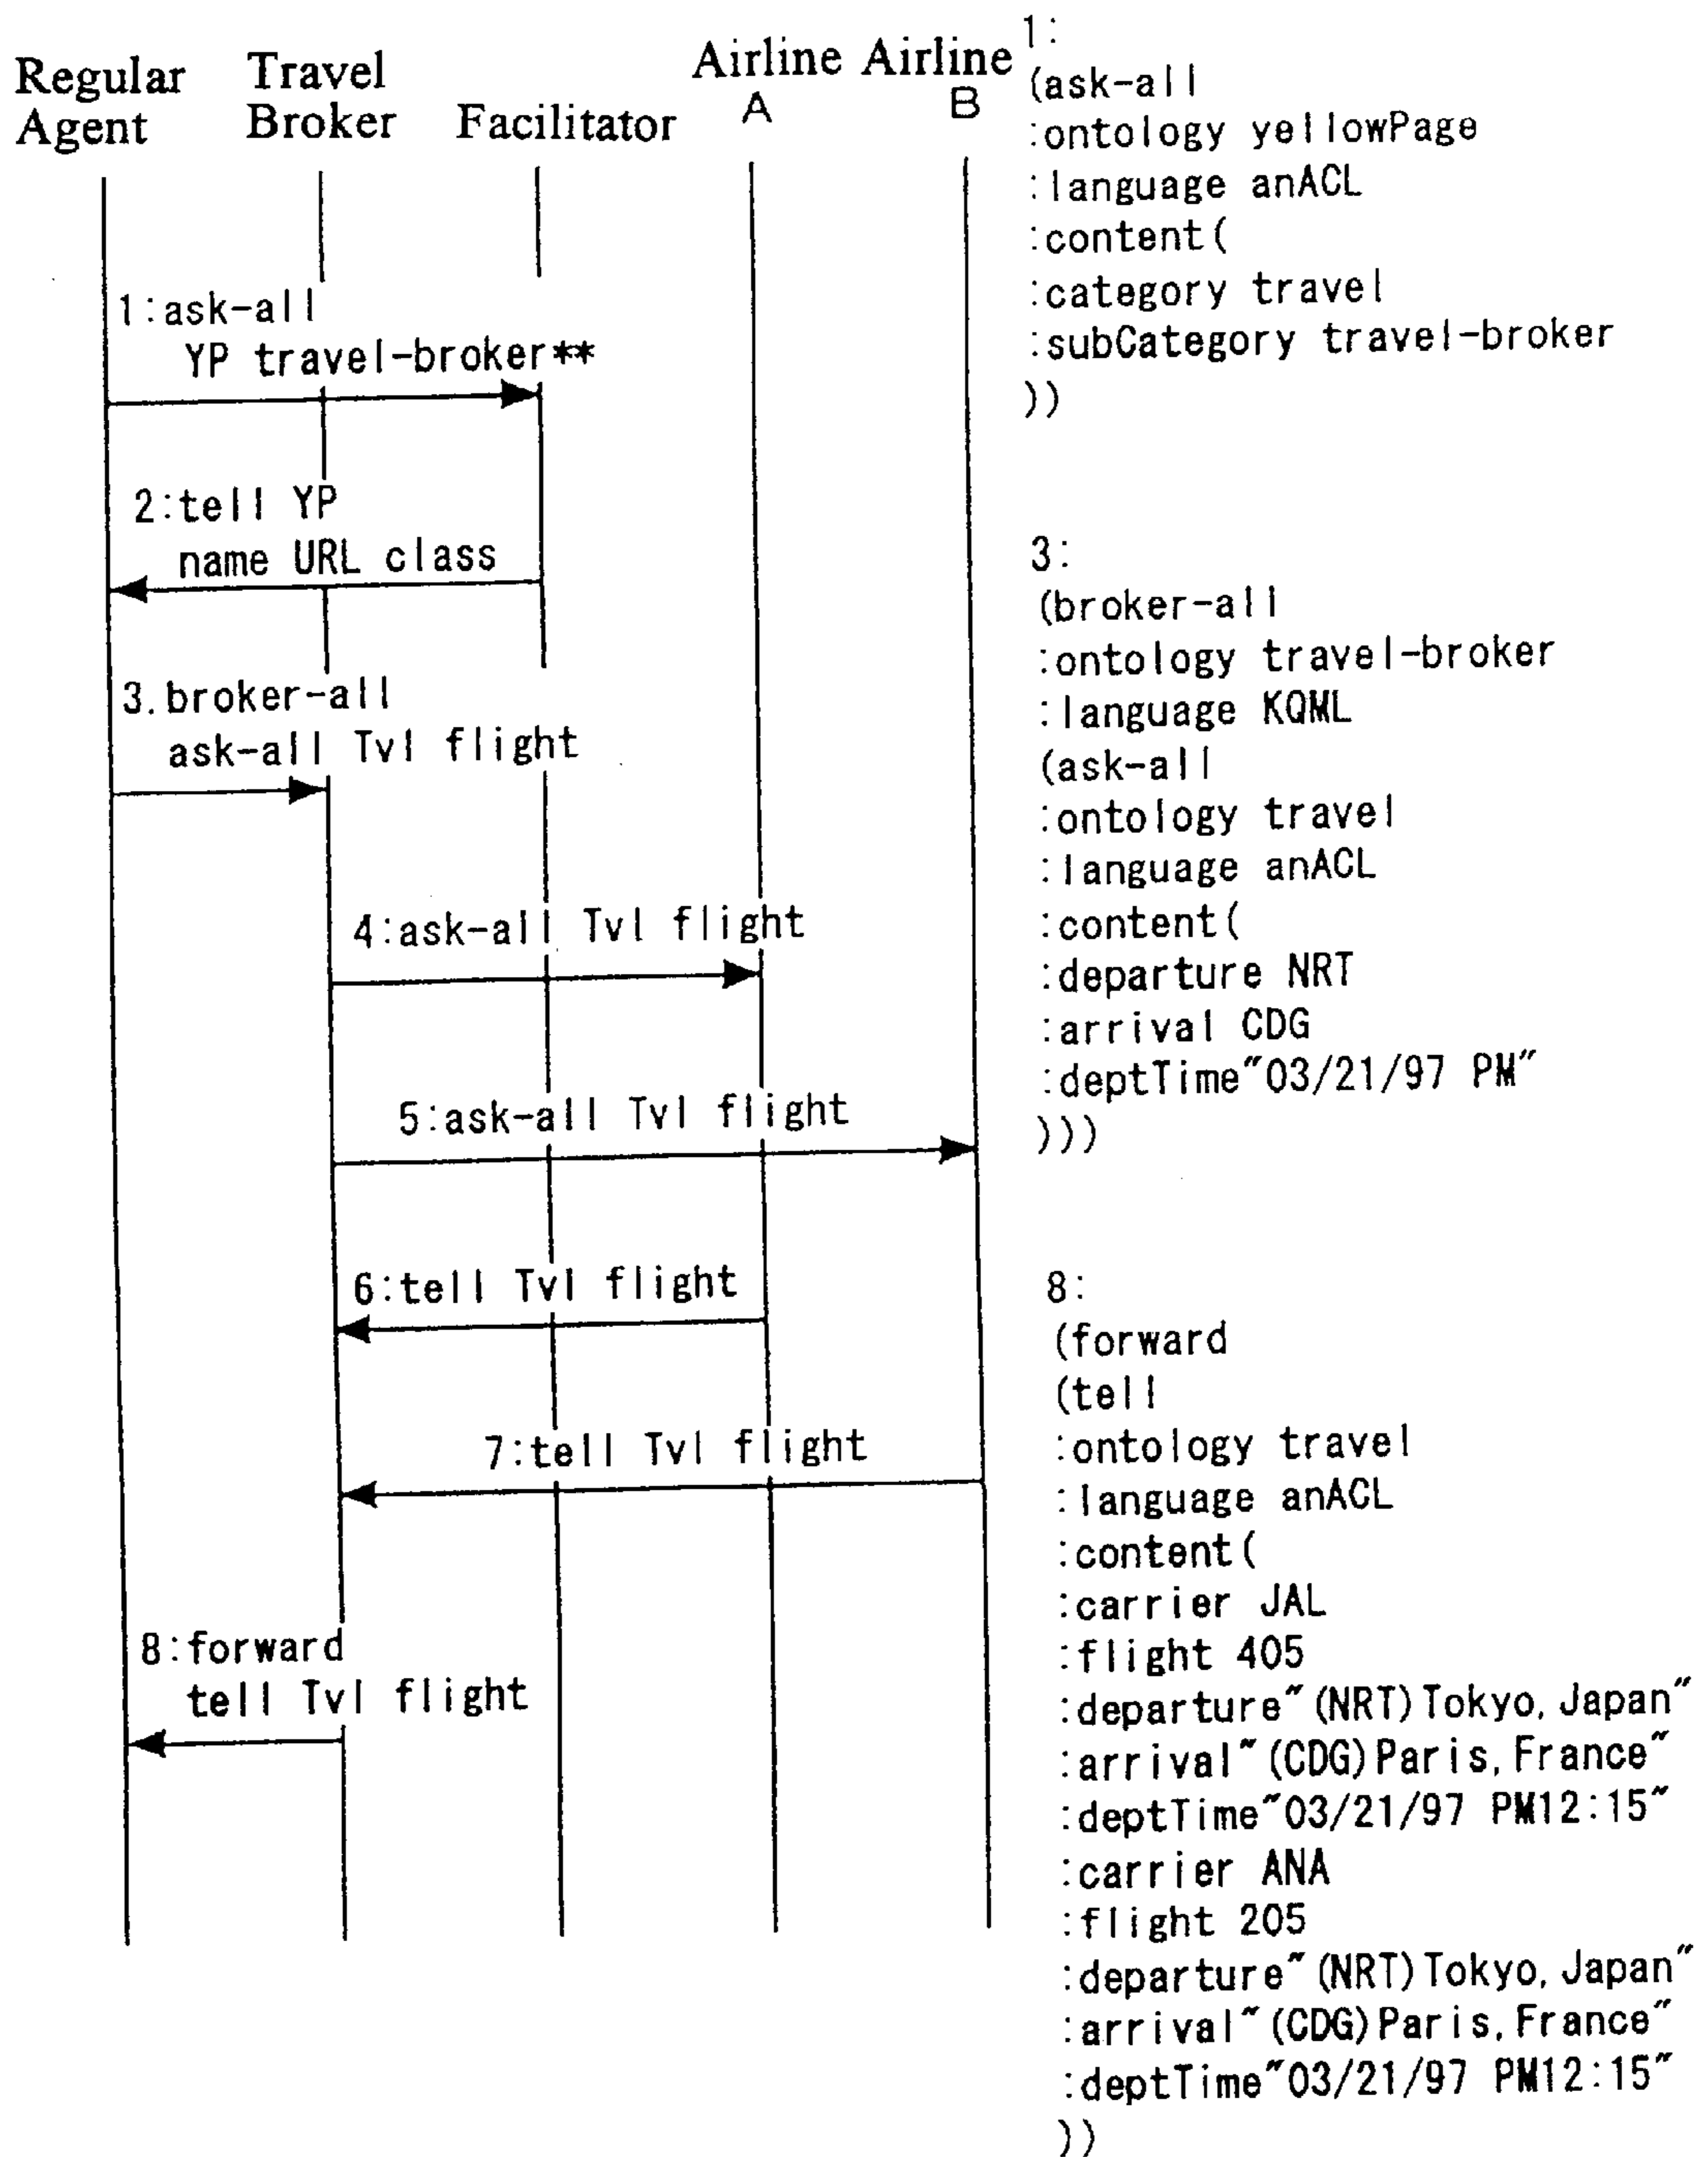 Regular
Agent
Travel
Broker
Facilitator
Airline
A
Airline
B
1:ask-all
YP travel-broker**
2:tell YP
name URL class
3.broker-all
ask-all Tvl flight
4:ask-all Tvl flight
5:ask-all Tvl flight
6:tell Tvl flight
7:tell Tvl flight
8:forward
tell Tvl flight
1:
(ask-all
:ontology yellowPage
:language anACL
:content(
:category travel
:subCategory travel-broker
))
3:
(broker-all
:ontology travel-broker
:language KQML
(ask-all
:ontology travel
:language anACL
:content(
:departure NRT
:arrival CDG
:deptTime"03/21/97 PM"
)))
8:
(forward
(tell
:ontology travel
:language anACL
:content(
:carrier JAL
:flight 405
:departure"(NRT)Tokyo,Japan"
:arrival"(CDG)Paris,France"
:deptTime"03/21/97 PM12:15"
:carrier ANA
:flight 205
:departure"(NRT)Tokyo,Japan"
:arrival"(CDG)Paris,France"
:deptTime"03/21/97 PM12:15"
))